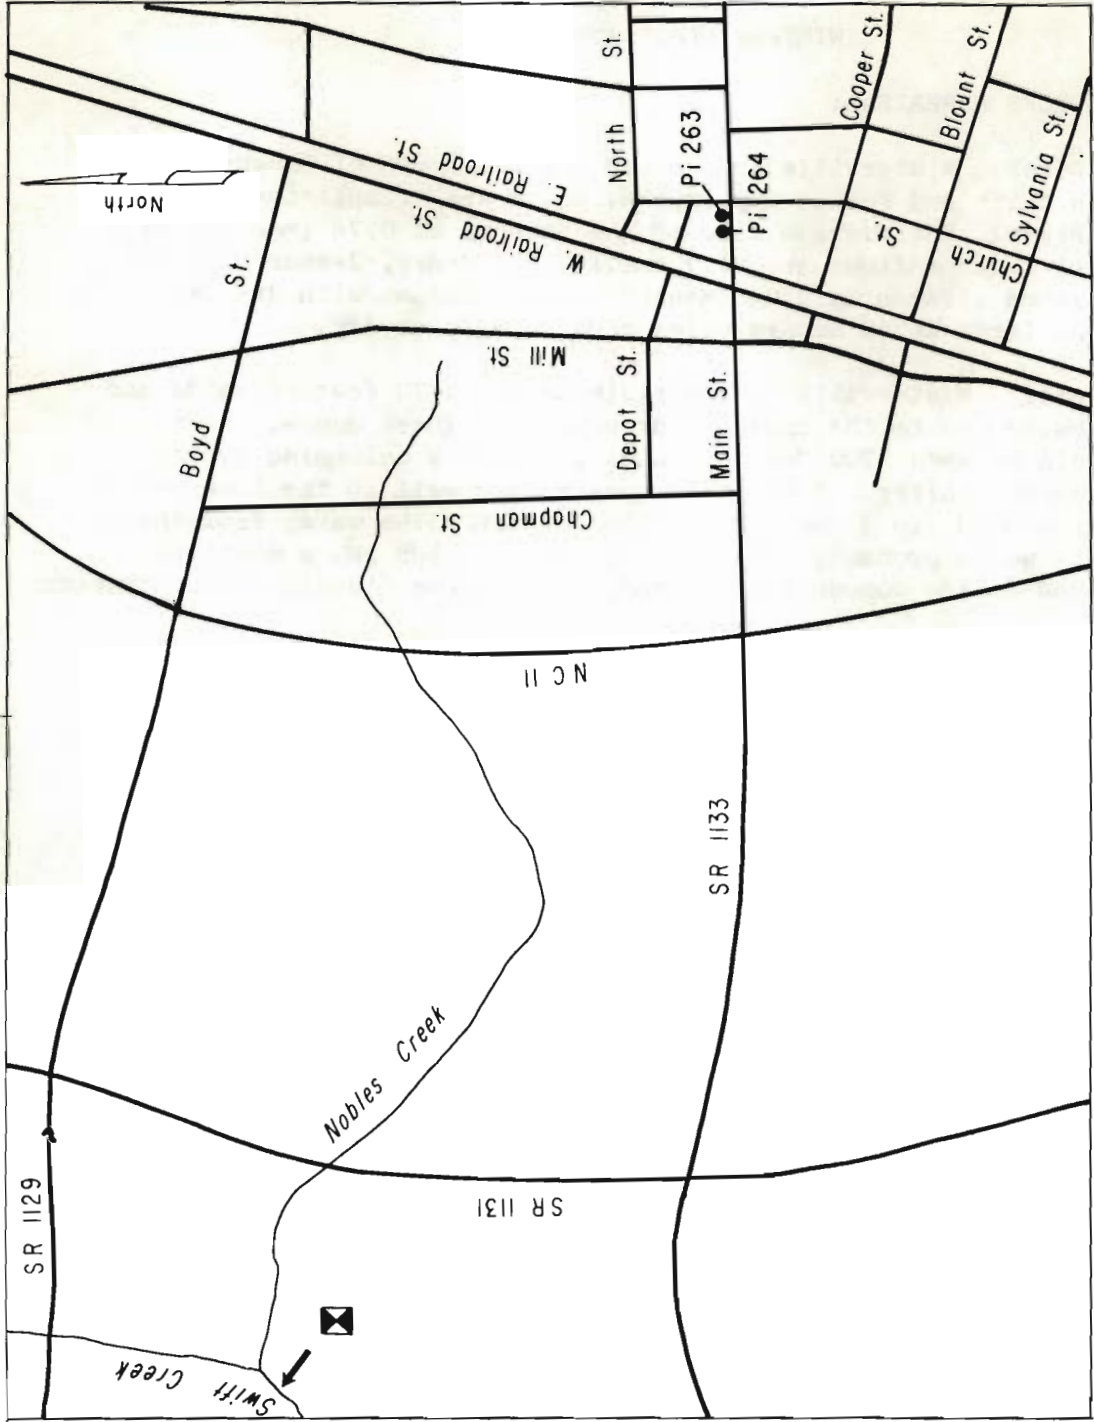 North
St.
Cooper St.
Blount St.
Sylvania St.
E. Railroad St.
W. Railroad St.
North
Pi 263
Pi 264
Church St.
Boyd St.
Mill St.
Depot St.
Main St.
Chapman St.
N C 11
SR 1133
Nobles Creek
SR 1129
SR 1131
Swift Creek